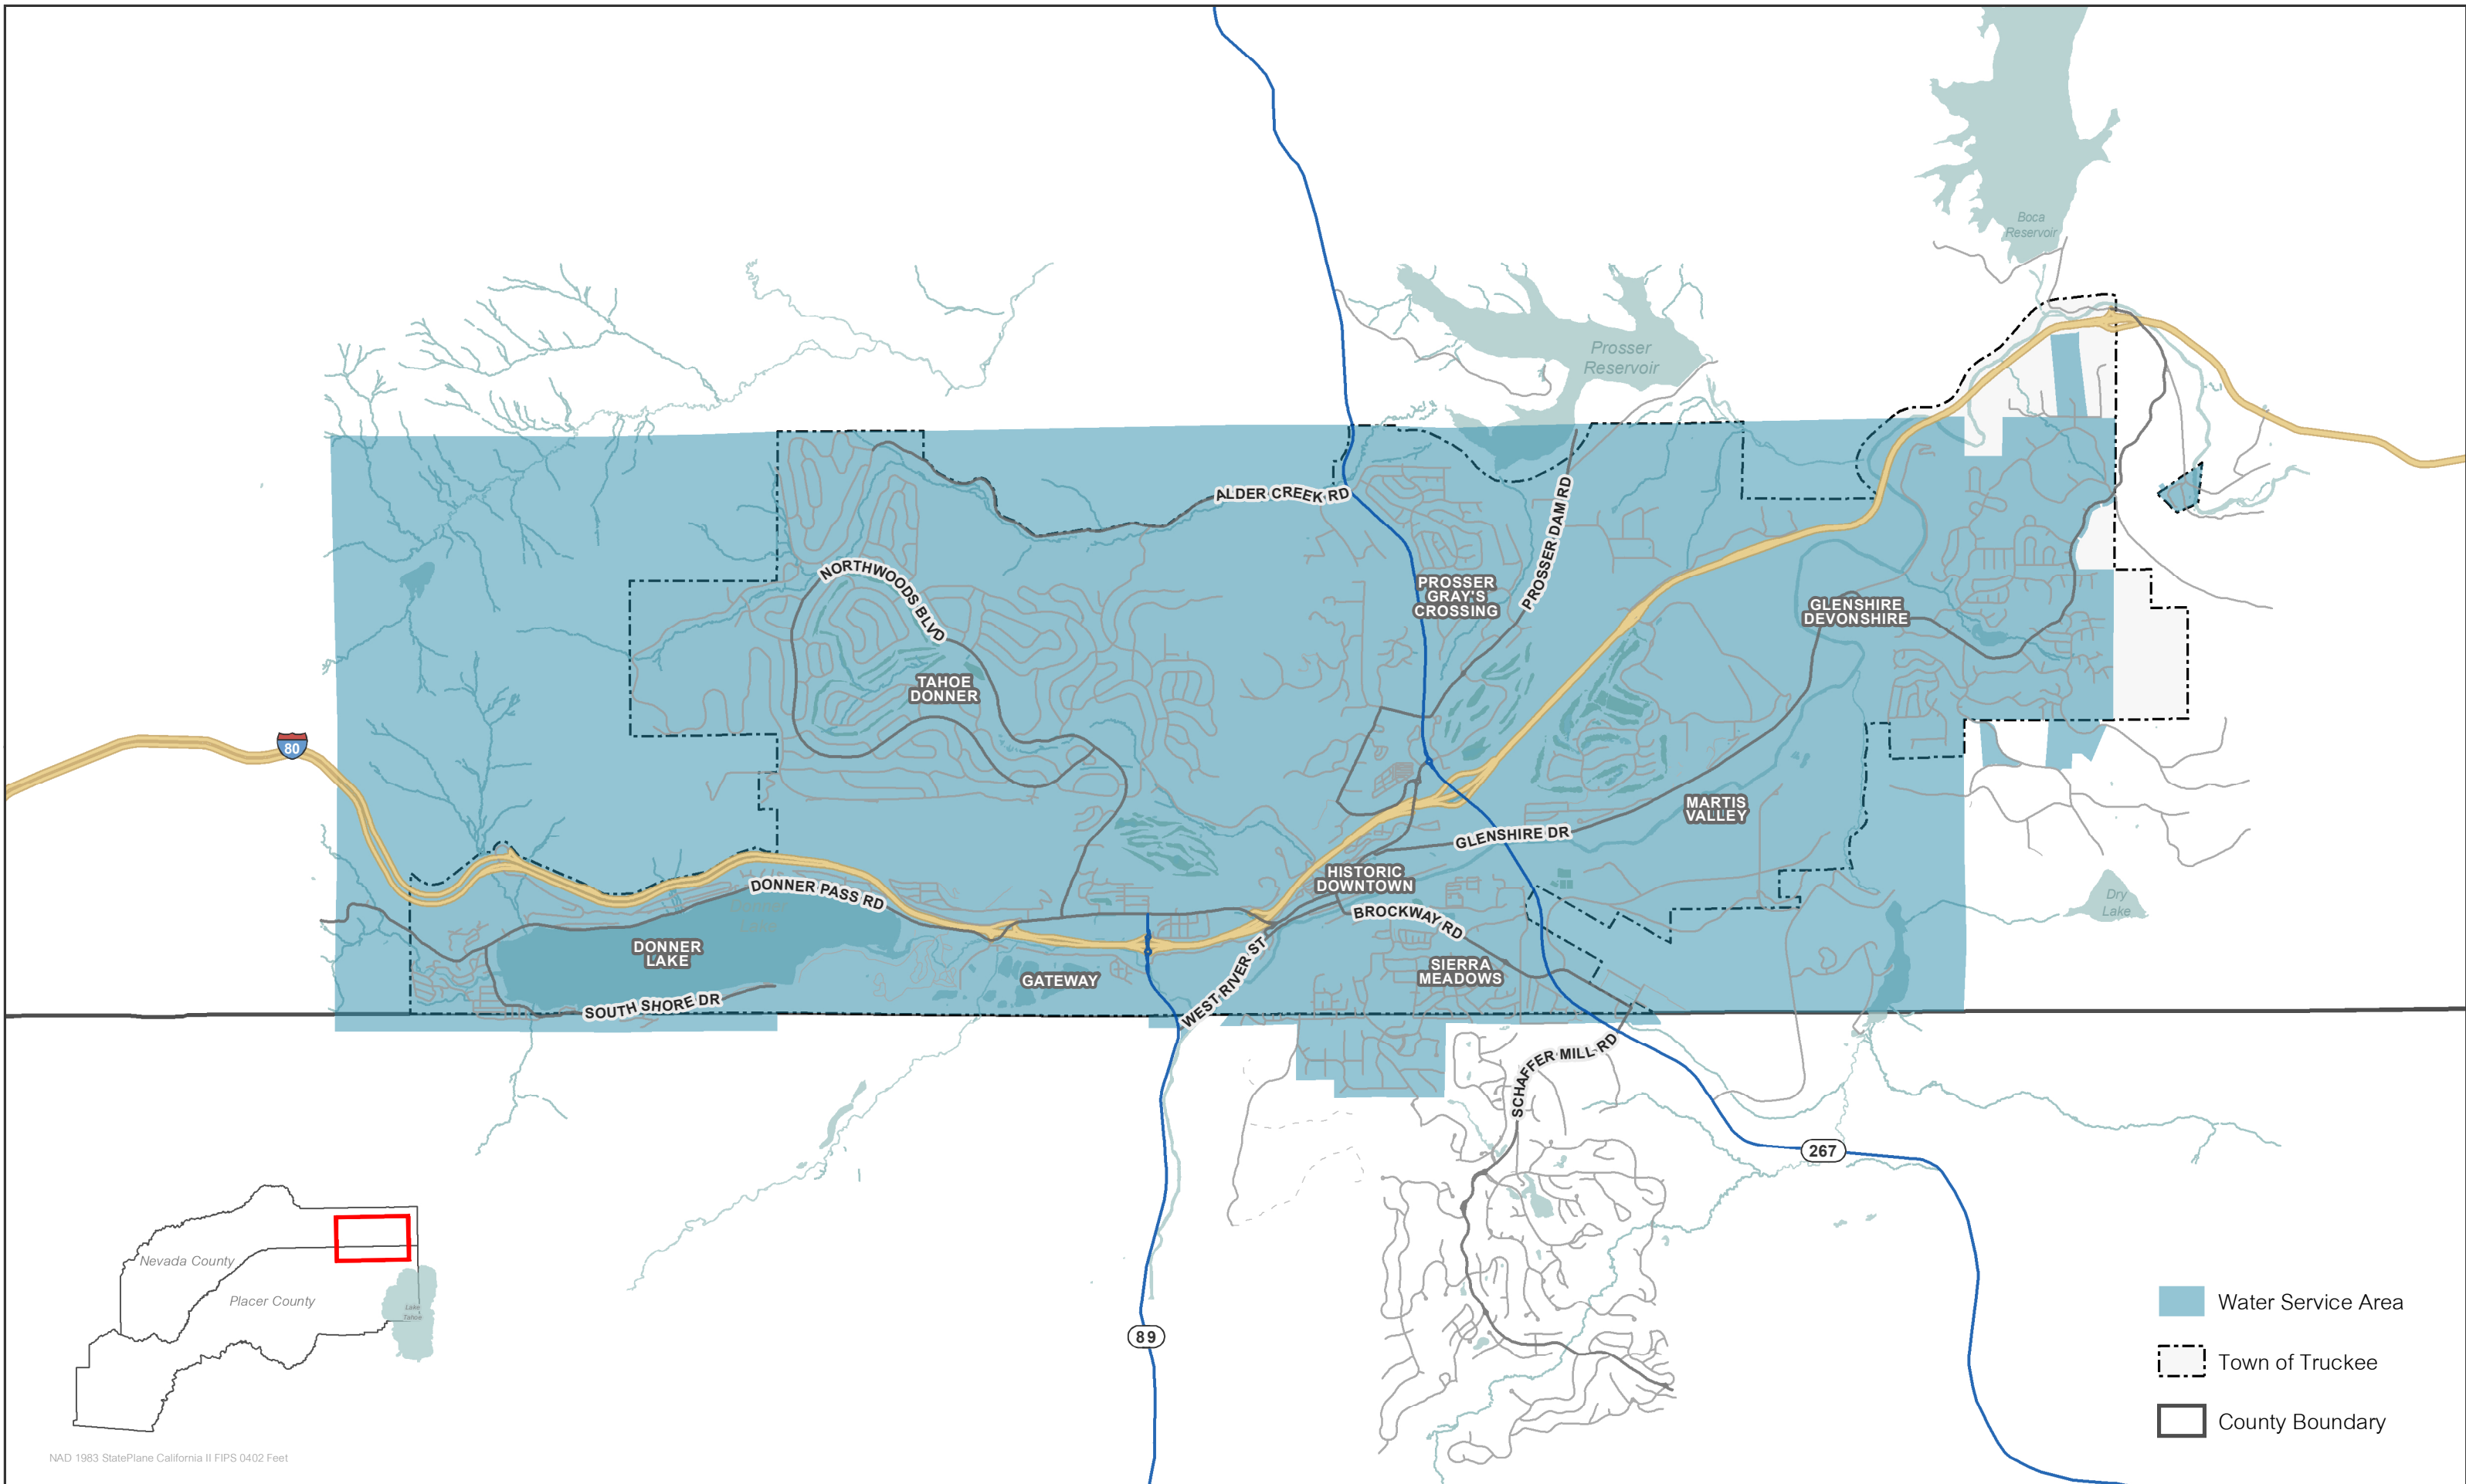 Boca
Reservoir
Prosser
Reservoir
ALDER CREEK RD
PROSSER DAM RD
NORTHWOODS BLVD
PROSSER
GRAY'S
CROSSING
GLENSHIRE
DEVONSHIRE
TAHOE
DONNER
80
MARTIS
VALLEY
GLENSHIRE DR
HISTORIC
DOWNTOWN
DONNER PASS RD
BROCKWAY RD
Dry
Lake
DONNER
LAKE
SIERRA
MEADOWS
GATEWAY
WEST RIVER ST
SOUTH SHORE DR
SCHAFFER MILL RD
267
Nevada County
Placer County
Lake
Tahoe
89
Water Service Area
Town of Truckee
County Boundary
NAD 1983 StatePlane California II FIPS 0402 Feet